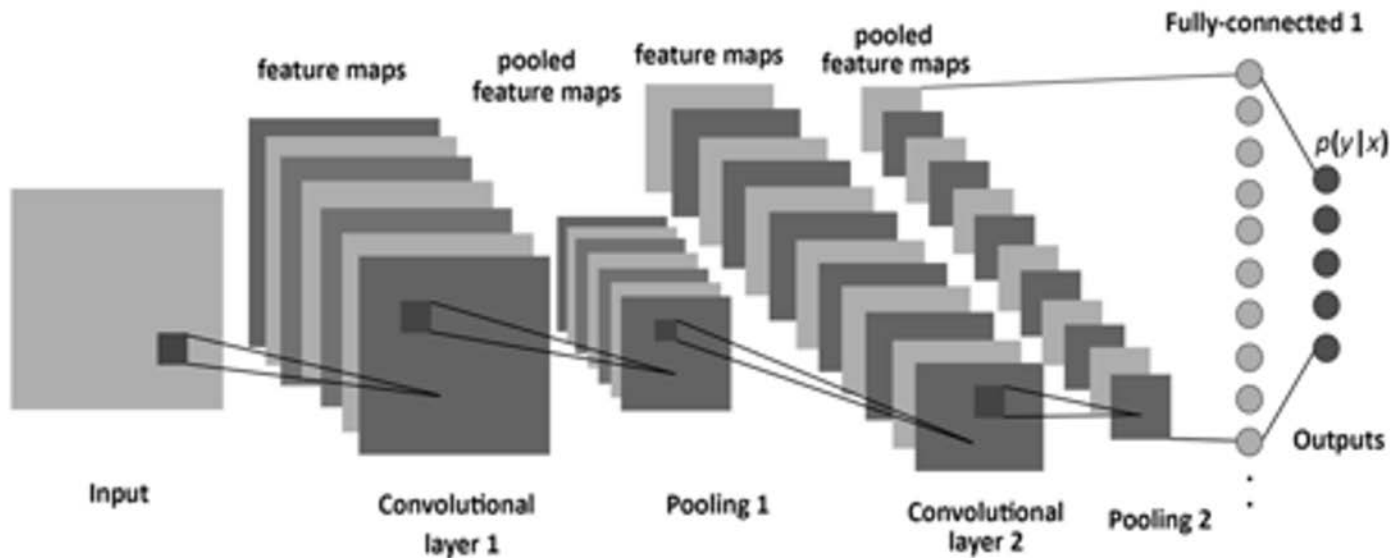 Fully-connected 1
feature maps
pooled
feature maps
feature maps
pooled
feature maps
p(y|x)
Input
Convolutional
layer 1
Pooling 1
Convolutional
layer 2
Pooling 2
Outputs